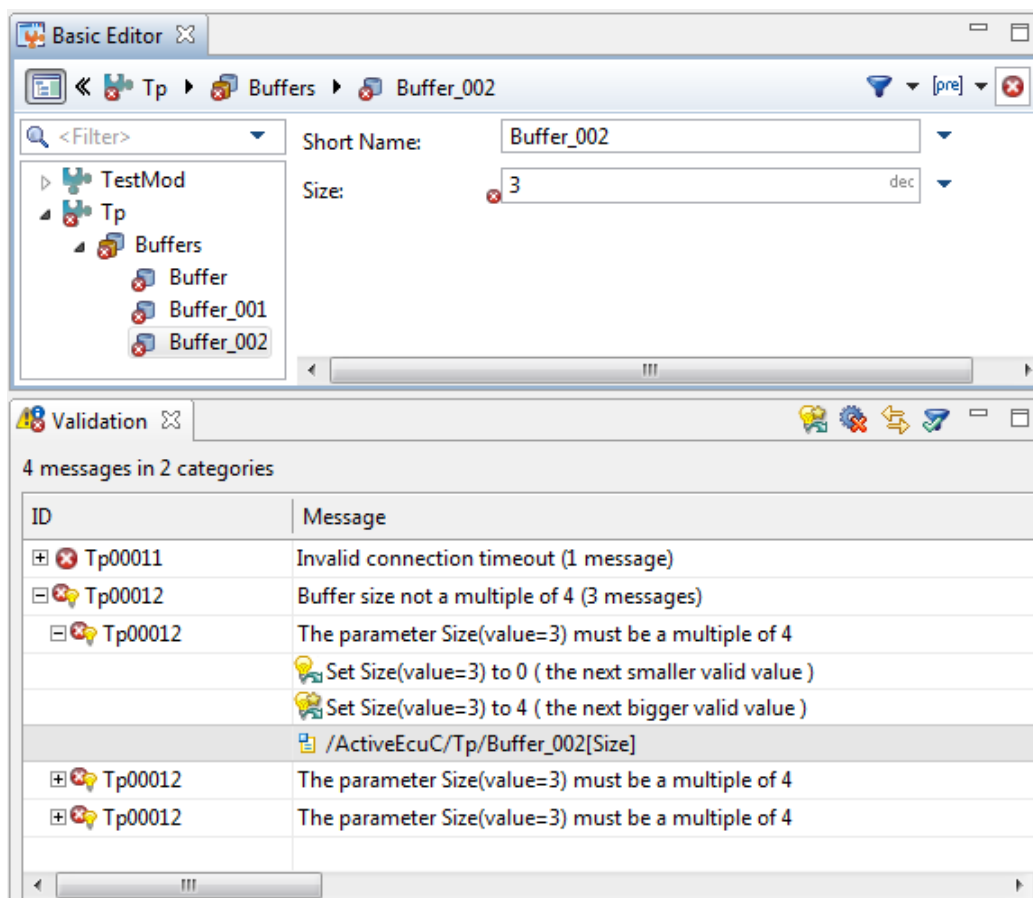 Basic Editor
Tp Buffers Buffer_002 [pre]
<Filter>
Short Name: Buffer_002
TestMod
Size: 3 dec
Tp
Buffers
Buffer
Buffer_001
Buffer_002
Validation
4 messages in 2 categories
ID Message
Tp00011 Invalid connection timeout (1 message)
Tp00012 Buffer size not a multiple of 4 (3 messages)
Tp00012 The parameter Size(value=3) must be a multiple of 4
Set Size(value=3) to 0 ( the next smaller valid value )
Set Size(value=3) to 4 ( the next bigger valid value )
/ActiveEcuC/Tp/Buffer_002[Size]
Tp00012 The parameter Size(value=3) must be a multiple of 4
Tp00012 The parameter Size(value=3) must be a multiple of 4